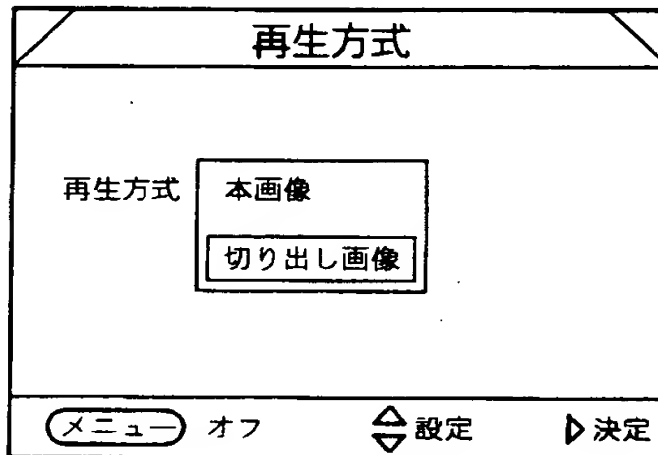 再生方式
再生方式 本画像
切り出し画像
メニュー オフ 設定 決定